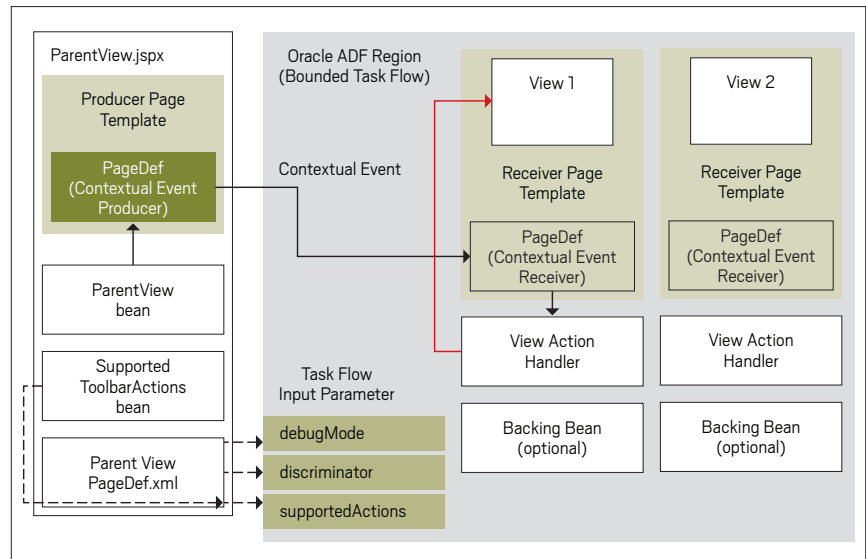 ParentView.jspx
Producer Page
Template
PageDef
(Contextual Event
Producer)
ParentView
bean
Supported
ToolbarActions
bean
Parent View
PageDef.xml
Oracle ADF Region
(Bounded Task Flow)
Contextual Event
Task Flow
Input Parameter
debugMode
discriminator
supportedActions
View 1
Receiver Page
Template
PageDef
(Contextual Event
Receiver)
View Action
Handler
Backing Bean
(optional)
View 2
Receiver Page
Template
PageDef
(Contextual Event
Receiver)
View Action
Handler
Backing Bean
(optional)